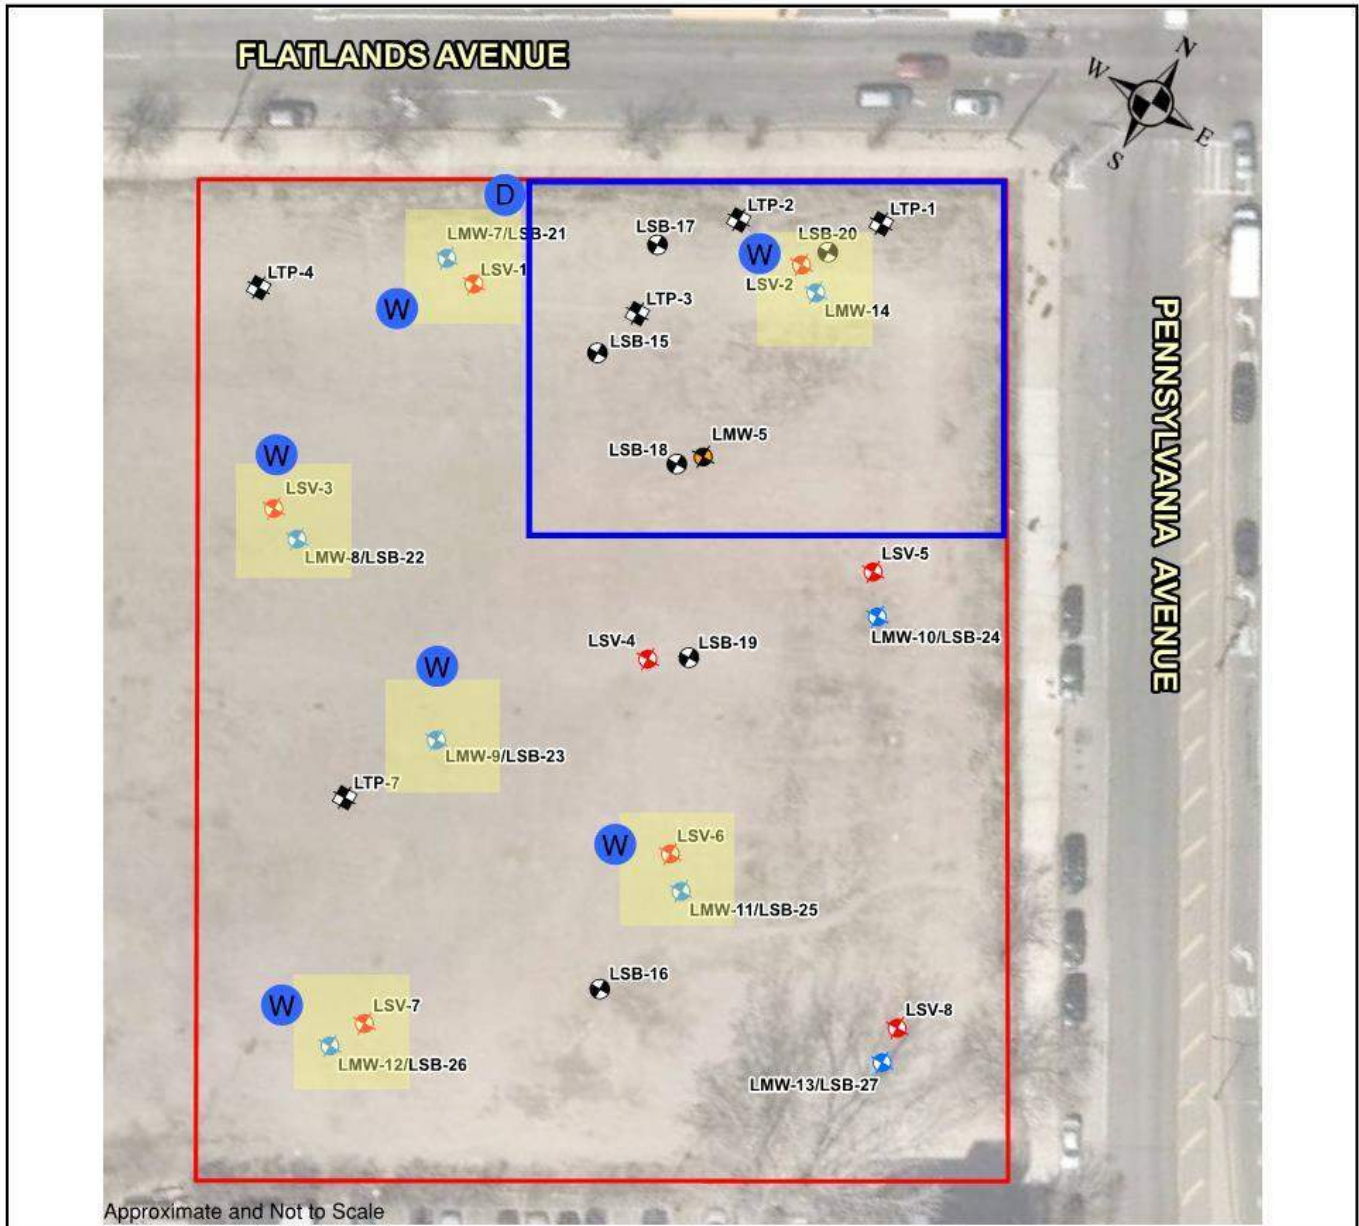 FLATLANDS AVENUE
N
W
E
S
D
LTP-2
LTP-1
LSB-17
LMW-7/LSB-21
LSB-20
W
LTP-4
LSV-1
LSV-2
W
LTP-3
LMW-14
LSB-15
PENNSYLVANIA AVENUE
LMW-5
LSB-18
W
LSV-3
LMW-8/LSB-22
LSV-5
LMW-10/LSB-24
LSV-4
LSB-19
W
LMW-9/LSB-23
LTP-7
W
LSV-6
LMW-11/LSB-25
LSB-16
W
LSV-7
LSV-8
LMW-12/LSB-26
LMW-13/LSB-27
Approximate and Not to Scale